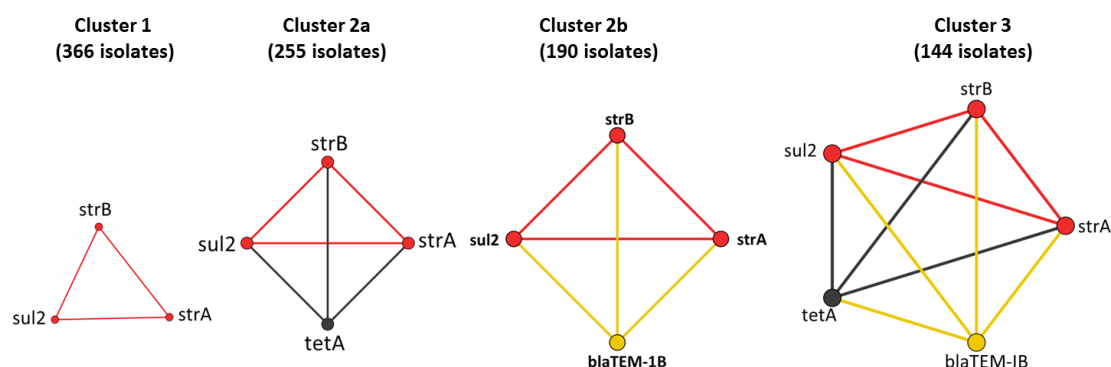 Cluster 1
(366 isolates)
Cluster 2a
(255 isolates)
Cluster 2b
(190 isolates)
Cluster 3
(144 isolates)
strB
sul2
strA
strB
sul2
strA
tetA
strB
sul2
strA
blaTEM-1B
strB
sul2
strA
tetA
blaTEM-IB